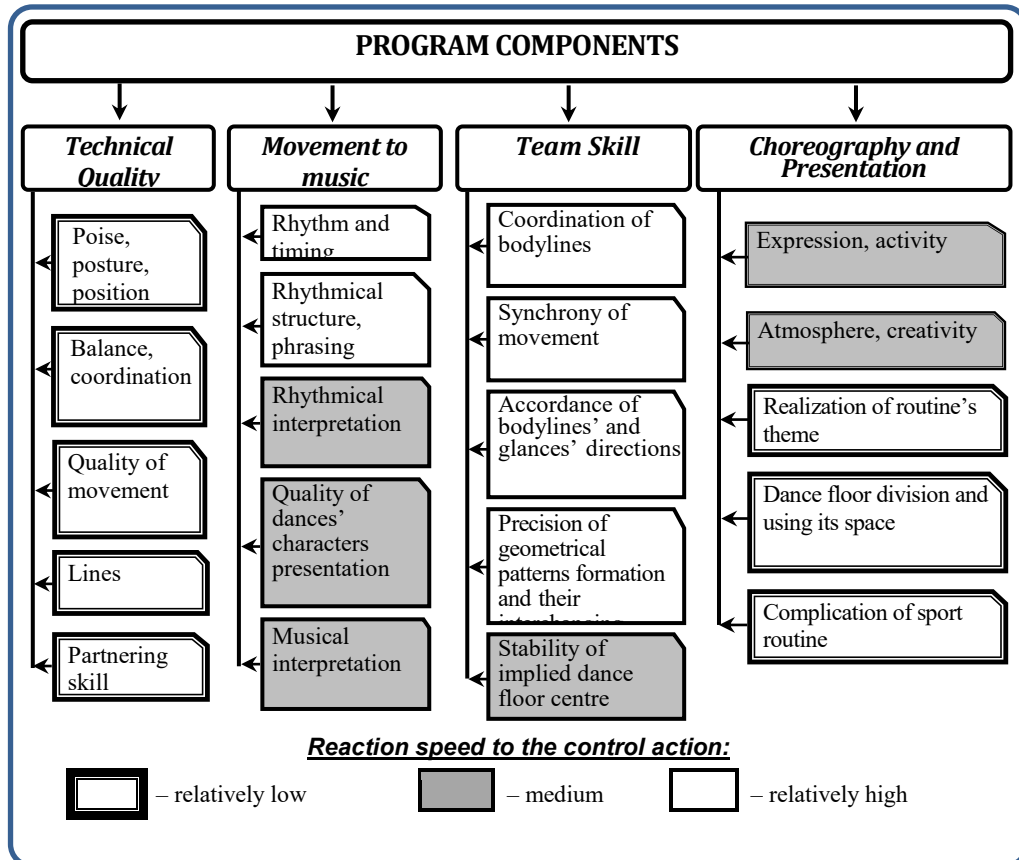 PROGRAM COMPONENTS
Technical
Quality
Poise,
posture,
position
Balance,
coordination
Quality of
movement
Lines
Partnering
skill
Movement to
music
Rhythm and
timing
Rhythmical
structure,
phrasing
Rhythmical
interpretation
Quality of
dances’
characters
presentation
Musical
interpretation
Team Skill
Coordination of
bodylines
Synchrony of
movement
Accordance of
bodylines’ and
glances’ directions
Precision of
geometrical
patterns formation
and their
interchanging
Stability of
implied dance
floor centre
Choreography and
Presentation
Expression, activity
Atmosphere, creativity
Realization of routine’s
theme
Dance floor division and
using its space
Complication of sport
routine
Reaction speed to the control action:
– relatively low
– medium
– relatively high